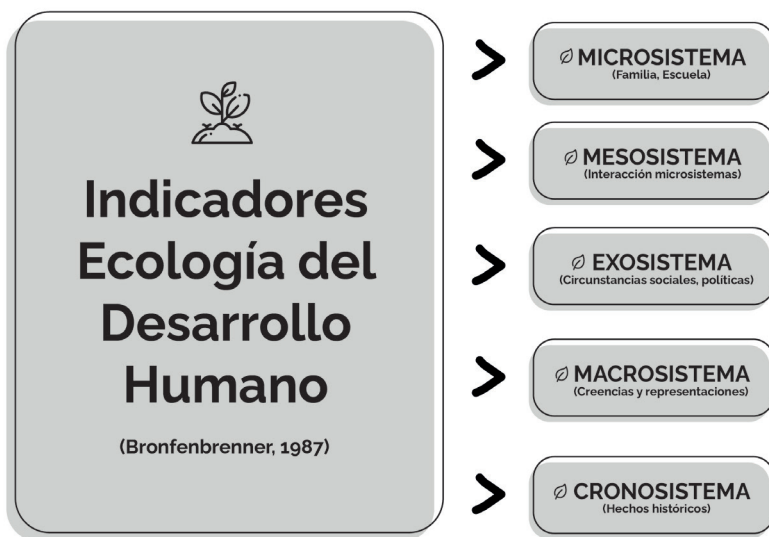 Indicadores
Ecología del
Desarrollo
Humano
(Bronfenbrenner, 1987)
MICROSISTEMA
(Familia, Escuela)
MESOSISTEMA
(Interacción microsistemas)
EXOSISTEMA
(Circunstancias sociales, políticas)
MACROSISTEMA
(Creencias y representaciones)
CRONOSISTEMA
(Hechos históricos)